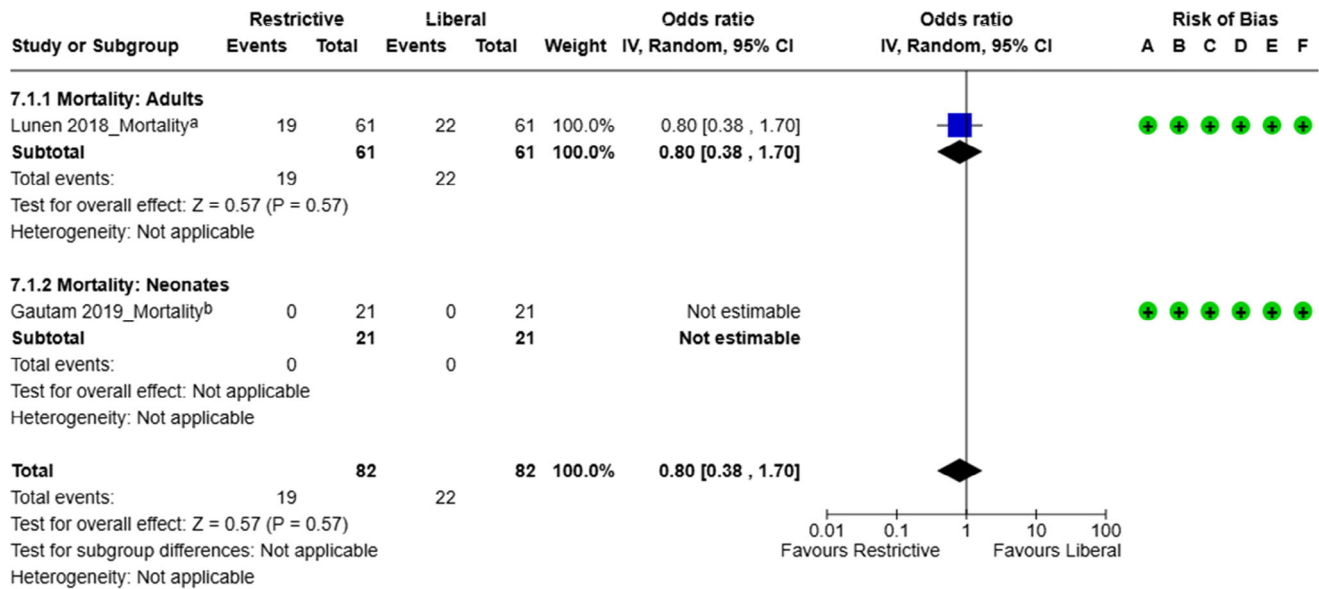 Restrictive Liberal Odds ratio Odds ratio Risk of Bias
Study or Subgroup Events Total Events Total Weight IV, Random, 95% CI IV, Random, 95% CI A B C D E F
7.1.1 Mortality: Adults
Lunen 2018_Mortalityᵃ 19 61 22 61 100.0% 0.80 [0.38 , 1.70] + + + + + +
Subtotal 61 61 100.0% 0.80 [0.38 , 1.70]
Total events: 19 22
Test for overall effect: Z = 0.57 (P = 0.57)
Heterogeneity: Not applicable
7.1.2 Mortality: Neonates
Gautam 2019_Mortalityᵇ 0 21 0 21 Not estimable + + + + + +
Subtotal 21 21 Not estimable
Total events: 0 0
Test for overall effect: Not applicable
Heterogeneity: Not applicable
Total 82 82 100.0% 0.80 [0.38 , 1.70]
Total events: 19 22
Test for overall effect: Z = 0.57 (P = 0.57)
Test for subgroup differences: Not applicable
Heterogeneity: Not applicable
0.01 0.1 1 10 100
Favours Restrictive Favours Liberal